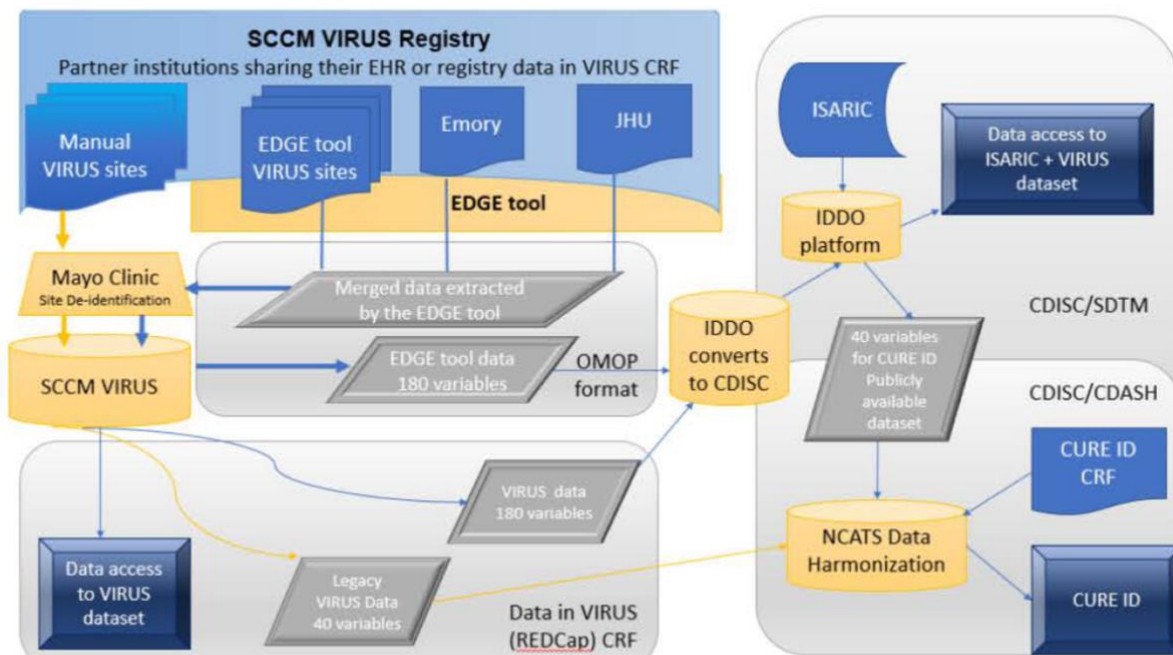 SCCM VIRUS Registry
Partner institutions sharing their EHR or registry data in VIRUS CRF
Manual
VIRUS sites
EDGE tool
VIRUS sites
Emory
JHU
EDGE tool
Mayo Clinic
Site De-identification
SCCM VIRUS
Merged data extracted
by the EDGE tool
EDGE tool data
180 variables
OMOP
format
IDDO
converts
to CDISC
VIRUS data
180 variables
Legacy
VIRUS Data
40 variables
Data access
to VIRUS
dataset
Data in VIRUS
(REDCap) CRF
ISARIC
Data access to
ISARIC + VIRUS
dataset
IDDO
platform
CDISC/SDTM
40 variables
for CURE ID
Publicly
available
dataset
CDISC/CDASH
CURE ID
CRF
NCATS Data
Harmonization
CURE ID